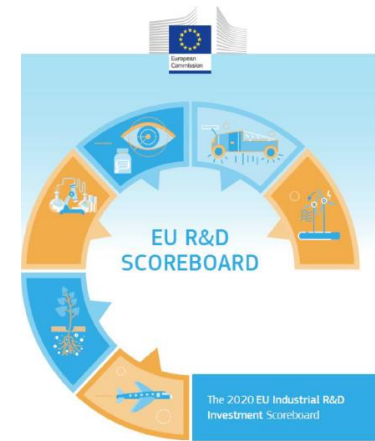 European
Commission
EU R&D
SCOREBOARD
The 2020 EU Industrial R&D
Investment Scoreboard